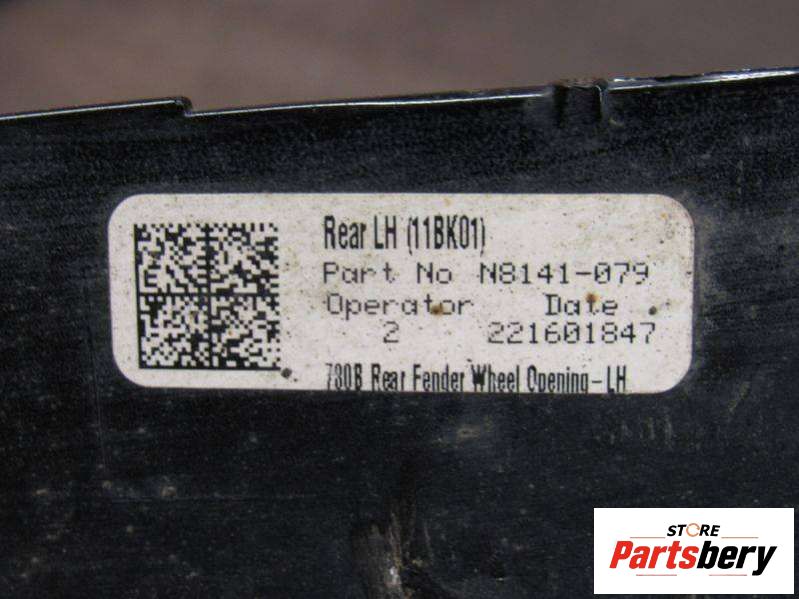 Rear LH (11BK01)
Part No N8141-079
Operator Date
2 221601847
780B Rear Fender Wheel Opening-LH
STORE
Partsbery